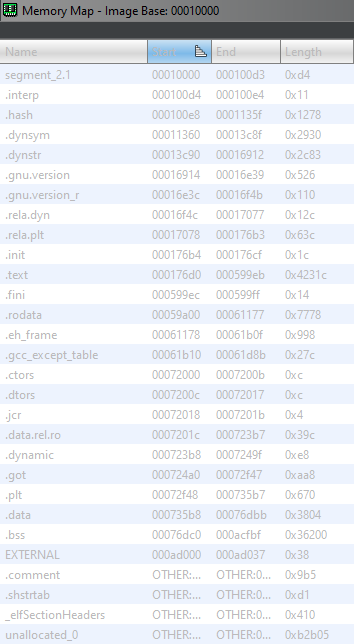 Memory Map - Image Base: 00010000
Name Start End Length
segment_2.1 00010000 000100d3 0xd4
.interp 000100d4 000100e4 0x11
.hash 000100e8 0001135f 0x1278
.dynsym 00011360 00013c8f 0x2930
.dynstr 00013c90 00016912 0x2c83
.gnu.version 00016914 00016e39 0x526
.gnu.version_r 00016e3c 00016f4b 0x110
.rela.dyn 00016f4c 00017077 0x12c
.rela.plt 00017078 000176b3 0x63c
.init 000176b4 000176cf 0x1c
.text 000176d0 000599eb 0x4231c
.fini 000599ec 000599ff 0x14
.rodata 00059a00 00061177 0x7778
.eh_frame 00061178 00061b0f 0x998
.gcc_except_table 00061b10 00061d8b 0x27c
.ctors 00072000 0007200b 0xc
.dtors 0007200c 00072017 0xc
.jcr 00072018 0007201b 0x4
.data.rel.ro 0007201c 000723b7 0x39c
.dynamic 000723b8 0007249f 0xe8
.got 000724a0 00072f47 0xaa8
.plt 00072f48 000735b7 0x670
.data 000735b8 00076dbb 0x3804
.bss 00076dc0 000acfbf 0x36200
EXTERNAL 000ad000 000ad037 0x38
.comment OTHER:... OTHER:0... 0x9b5
.shstrtab OTHER:... OTHER:0... 0xd1
_elfSectionHeaders OTHER:... OTHER:0... 0x410
unallocated_0 OTHER:... OTHER:0... 0xb2b05